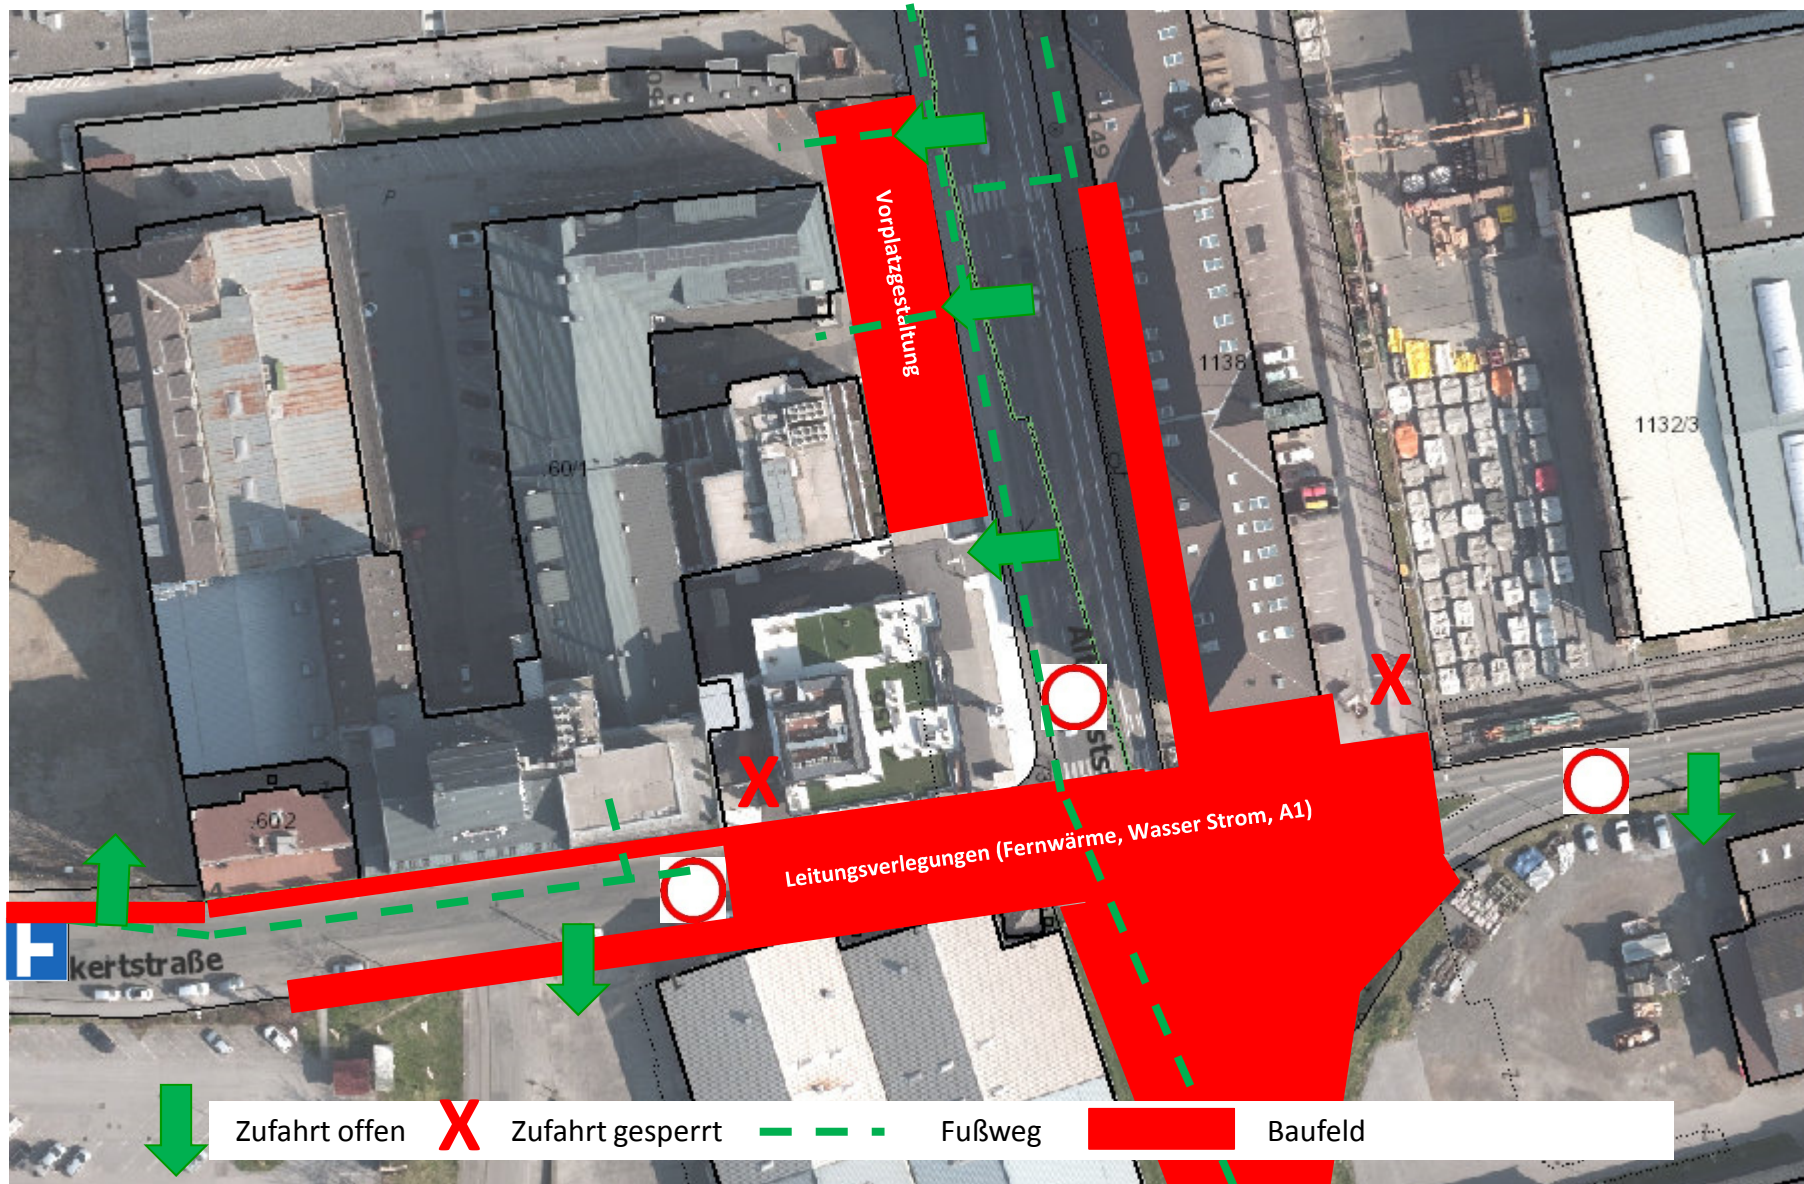 1149
P
Vorplatzgestaltung
1138
1132/3
.60/1
.60/2
Leitungsverlegungen (Fernwärme, Wasser Strom, A1)
kertstraße
Zufahrt offen
X Zufahrt gesperrt
Fußweg
Baufeld